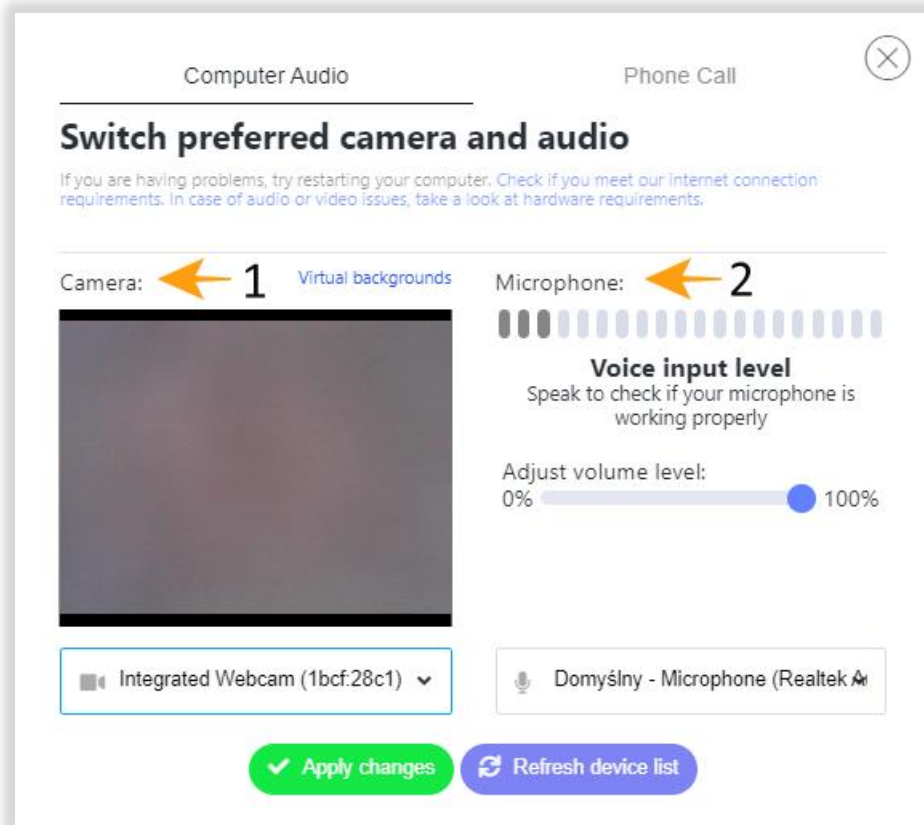 Computer Audio
Phone Call
Switch preferred camera and audio
If you are having problems, try restarting your computer. Check if you meet our internet connection
requirements. In case of audio or video issues, take a look at hardware requirements.
Camera:
1
Virtual backgrounds
Microphone:
2
Voice input level
Speak to check if your microphone is
working properly
Adjust volume level:
0%
100%
Integrated Webcam (1bcf:28c1)
Domyślny - Microphone (Realtek
Apply changes
Refresh device list